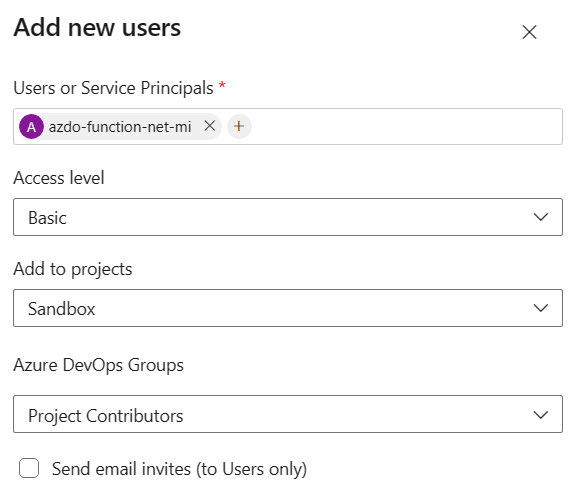 Add new users
Users or Service Principals *
A azdo-function-net-mi
Access level
Basic
Add to projects
Sandbox
Azure DevOps Groups
Project Contributors
Send email invites (to Users only)